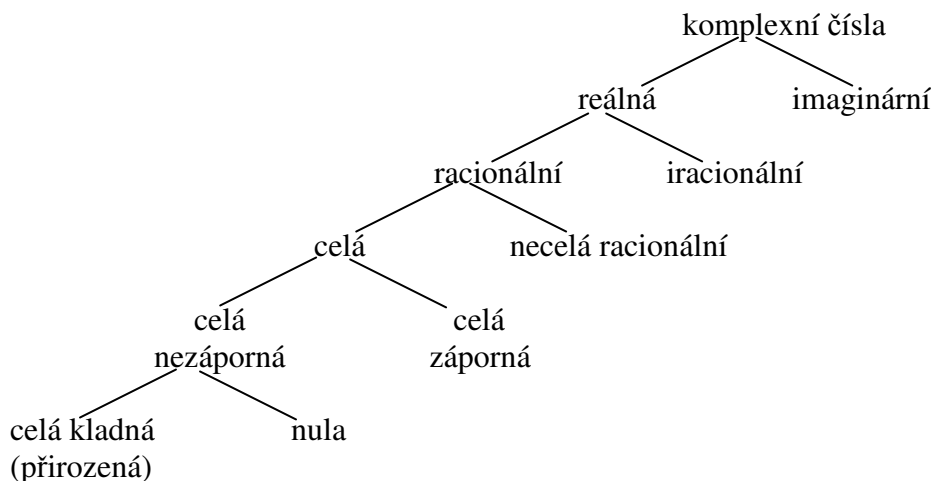 komplexní čísla
reálná imaginární
racionální iracionální
celá necelá racionální
celá celá
nezáporná záporná
celá kladná nula
(přirozená)